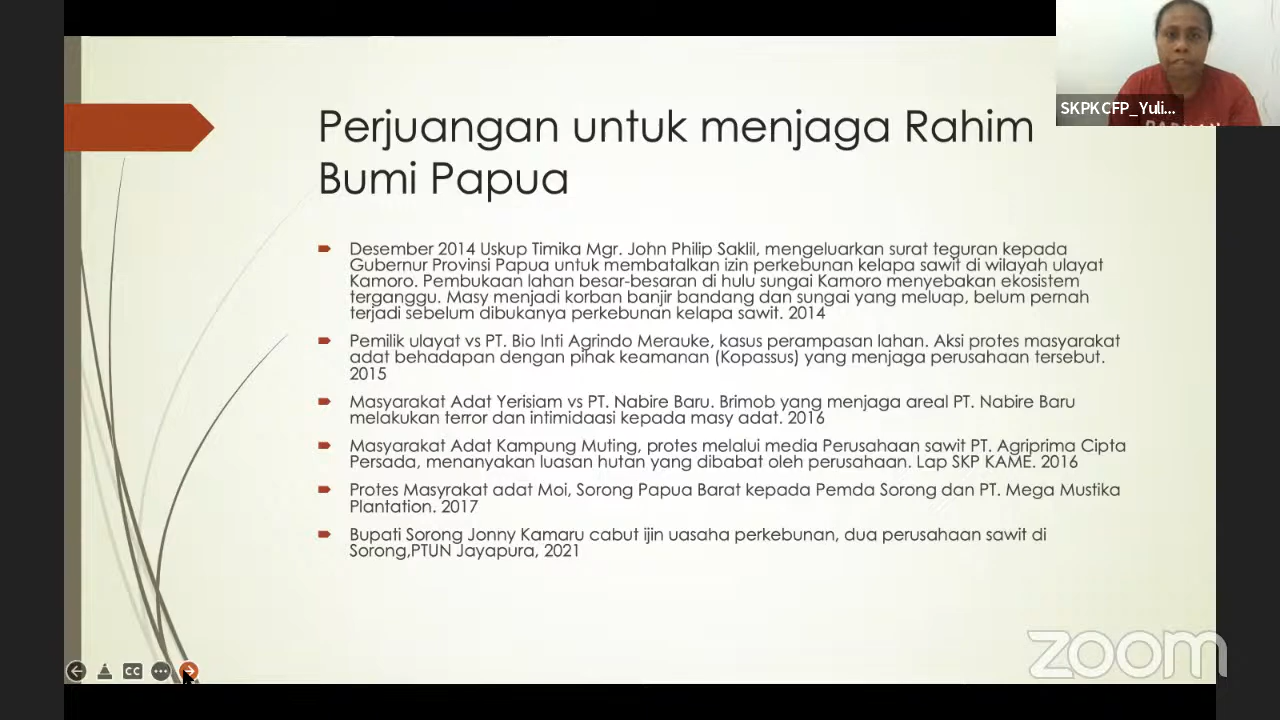 SKPKCFP_Yuli...
Perjuangan untuk menjaga Rahim
Bumi Papua
Desember 2014 Uskup Timika Mgr. John Philip Saklil, mengeluarkan surat teguran kepada
Gubernur Provinsi Papua untuk membatalkan izin perkebunan kelapa sawit di wilayah ulayat
Kamoro. Pembukaan lahan besar-besaran di hulu sungai Kamoro menyebakan ekosistem
terganggu. Masy menjadi korban banjir bandang dan sungai yang meluap, belum pernah
terjadi sebelum dibukanya perkebunan kelapa sawit. 2014
Pemilik ulayat vs PT. Bio Inti Agrindo Merauke, kasus perampasan lahan. Aksi protes masyarakat
adat behadapan dengan pihak keamanan (Kopassus) yang menjaga perusahaan tersebut.
2015
Masyarakat Adat Yerisiam vs PT. Nabire Baru. Brimob yang menjaga areal PT. Nabire Baru
melakukan terror dan intimidaasi kepada masy adat. 2016
Masyarakat Adat Kampung Muting, protes melalui media Perusahaan sawit PT. Agriprima Cipta
Persada, menanyakan luasan hutan yang dibabat oleh perusahaan. Lap SKP KAME. 2016
Protes Masyrakat adat Moi, Sorong Papua Barat kepada Pemda Sorong dan PT. Mega Mustika
Plantation. 2017
Bupati Sorong Jonny Kamaru cabut ijin uasaha perkebunan, dua perusahaan sawit di
Sorong,PTUN Jayapura, 2021
CC
zoom